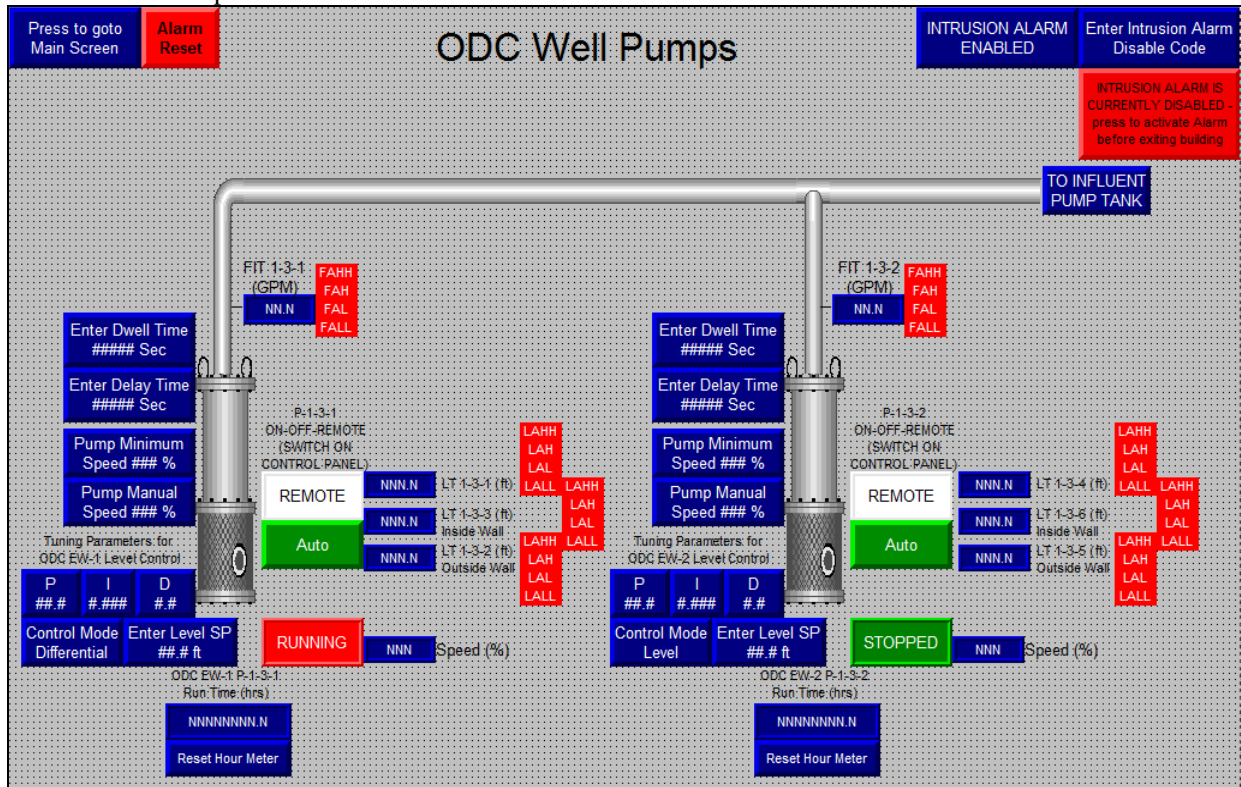 Press to goto
Main Screen
Alarm
Reset
ODC Well Pumps
INTRUSION ALARM
ENABLED
Enter Intrusion Alarm
Disable Code
INTRUSION ALARM IS
CURRENTLY DISABLED -
press to activate Alarm
before exiting building
TO INFLUENT
PUMP TANK
FIT 1-3-1
(GPM)
NN.N
FAHH
FAH
FAL
FALL
Enter Dwell Time
##### Sec
Enter Delay Time
##### Sec
Pump Minimum
Speed ### %
Pump Manual
Speed ### %
P-1-3-1
ON-OFF-REMOTE
(SWITCH ON
CONTROL PANEL)
REMOTE
Auto
NNN.N
LT 1-3-1 (ft)
NNN.N
LT 1-3-3 (ft)
Inside Wall
NNN.N
LT 1-3-2 (ft)
Outside Wall
LAHH
LAH
LAL
LALL
LAHH
LAH
LAL
LALL
LAHH
LAH
LAL
LALL
Tuning Parameters for
ODC EW-1 Level Control
P
##.#
I
#.###
D
#.#
Control Mode
Differential
Enter Level SP
##.# ft
RUNNING
NNN
Speed (%)
ODC EW-1 P-1-3-1
Run Time (hrs)
NNNNNNNN.N
Reset Hour Meter
FIT 1-3-2
(GPM)
NN.N
FAHH
FAH
FAL
FALL
Enter Dwell Time
##### Sec
Enter Delay Time
##### Sec
Pump Minimum
Speed ### %
Pump Manual
Speed ### %
P-1-3-2
ON-OFF-REMOTE
(SWITCH ON
CONTROL PANEL)
REMOTE
Auto
NNN.N
LT 1-3-4 (ft)
NNN.N
LT 1-3-6 (ft)
Inside Wall
NNN.N
LT 1-3-5 (ft)
Outside Wall
LAHH
LAH
LAL
LALL
LAHH
LAH
LAL
LALL
LAHH
LAH
LAL
LALL
Tuning Parameters for
ODC EW-2 Level Control
P
##.#
I
#.###
D
#.#
Control Mode
Level
Enter Level SP
##.# ft
STOPPED
NNN
Speed (%)
ODC EW-2 P-1-3-2
Run Time (hrs)
NNNNNNNN.N
Reset Hour Meter